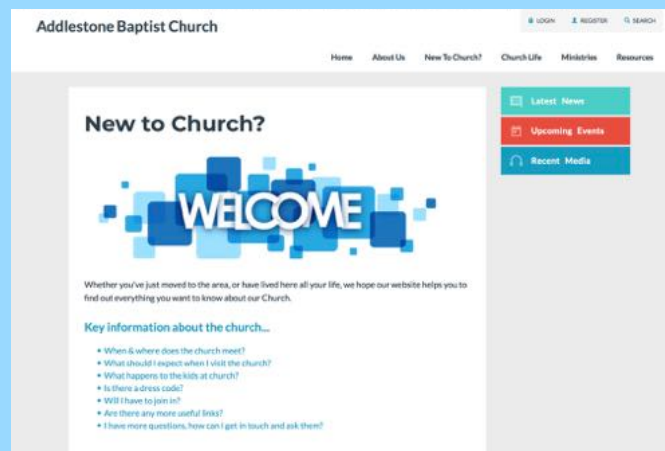 Addlestone Baptist Church
LOGIN REGISTER SEARCH
Home About Us New To Church? Church Life Ministries Resources
New to Church?
WELCOME
Whether you've just moved to the area, or have lived here all your life, we hope our website helps you to
find out everything you want to know about our Church.
Key information about the church...
• When & where does the church meet?
• What should I expect when I visit the church?
• What happens to the kids at church?
• Is there a dress code?
• Will I have to join in?
• Are there any more useful links?
• I have more questions, how can I get in touch and ask them?
Latest News
Upcoming Events
Recent Media